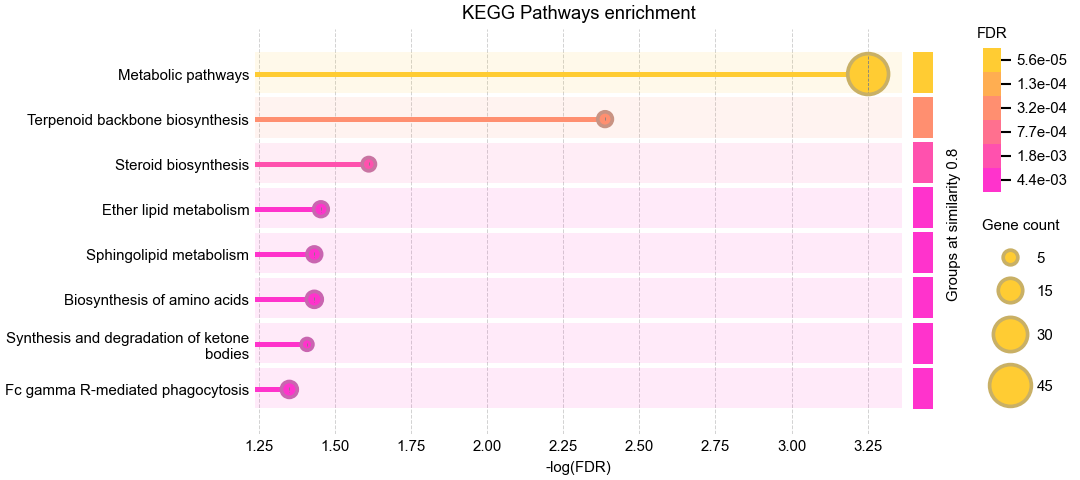 KEGG Pathways enrichment
Metabolic pathways
Terpenoid backbone biosynthesis
Steroid biosynthesis
Ether lipid metabolism
Sphingolipid metabolism
Biosynthesis of amino acids
Synthesis and degradation of ketone
bodies
Fc gamma R-mediated phagocytosis
1.25 1.50 1.75 2.00 2.25 2.50 2.75 3.00 3.25
-log(FDR)
Groups at similarity 0.8
FDR
5.6e-05
1.3e-04
3.2e-04
7.7e-04
1.8e-03
4.4e-03
Gene count
5
15
30
45